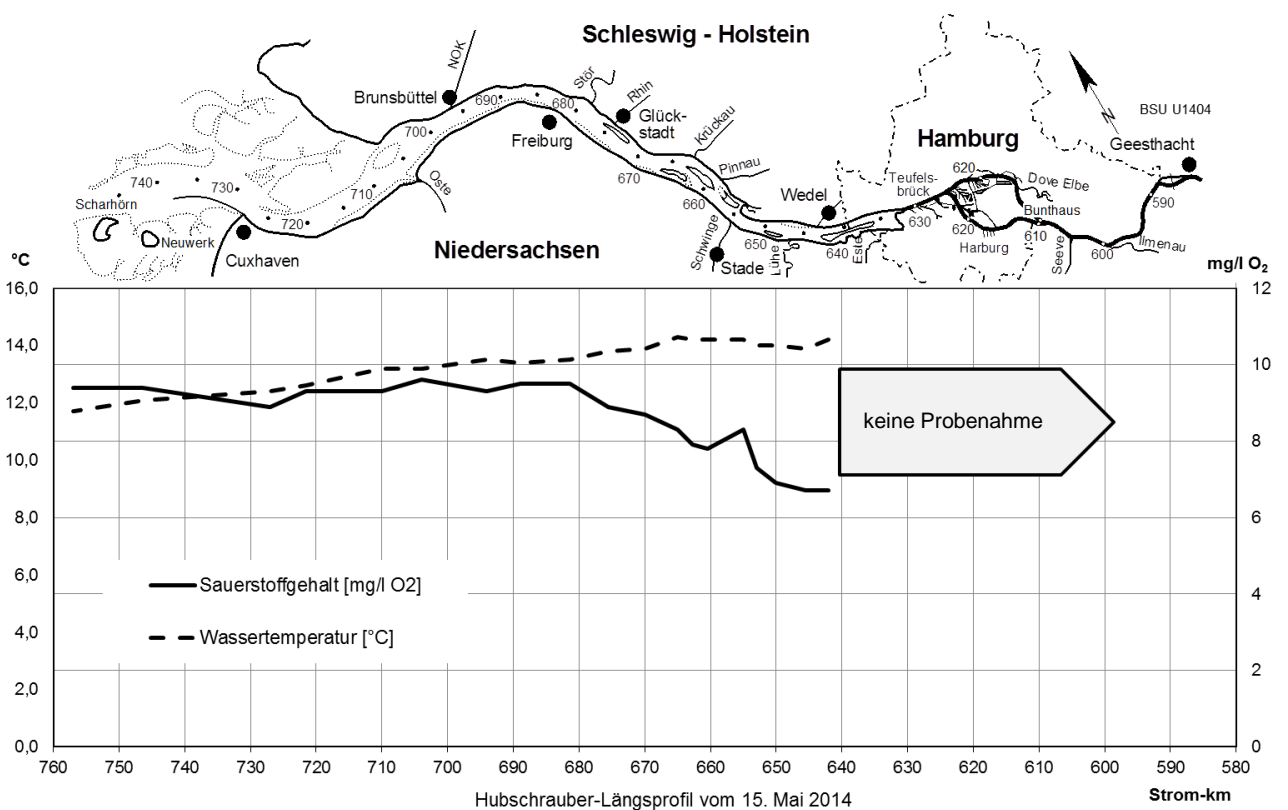 Schleswig - Holstein
NOK
Stör
Rhin
Brunsbüttel
690
680
Glück-
stadt
BSU U1404
700
Freiburg
Krückau
Hamburg
Geesthacht
Pinnau
670
740
730
710
Oste
660
Wedel
Teufels-
brück
620
Dove Elbe
590
Scharhörn
720
Schwinge
650
630
Bunthaus
Neuwerk
Niedersachsen
Lühe
640
Este
620
Harburg
610
Seeve
600
Ilmenau
Cuxhaven
Stade
°C
mg/l O₂
16,0
14,0
12,0
10,0
8,0
6,0
4,0
2,0
0,0
12
10
8
6
4
2
0
keine Probenahme
Sauerstoffgehalt [mg/l O2]
Wassertemperatur [°C]
760 750 740 730 720 710 700 690 680 670 660 650 640 630 620 610 600 590 580
Hubschrauber-Längsprofil vom 15. Mai 2014
Strom-km